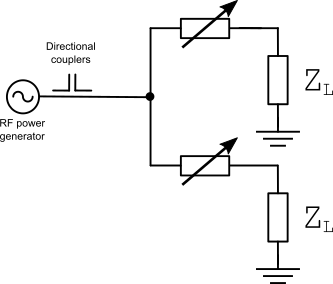 Directional
couplers
RF power
generator
Z_L
Z_L